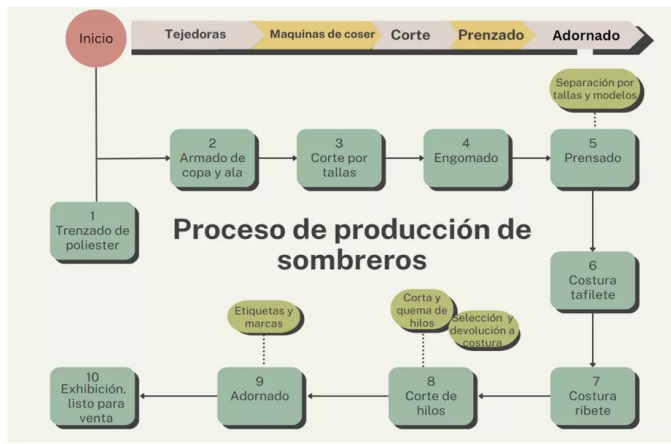 Inicio
Tejedoras
Maquinas de coser
Corte
Prenzado
Adornado
Separación por
tallas y modelos
2
Armado de
copa y ala
3
Corte por
tallas
4
Engomado
5
Prensado
1
Trenzado de
poliester
Proceso de producción de
sombreros
6
Costura
tafilete
Etiquetas y
marcas
Corta y
quema de
hilos
Selección y
devolución a
costura
10
Exhibición.
listo para
venta
9
Adornado
8
Corte de
hilos
7
Costura
ribete